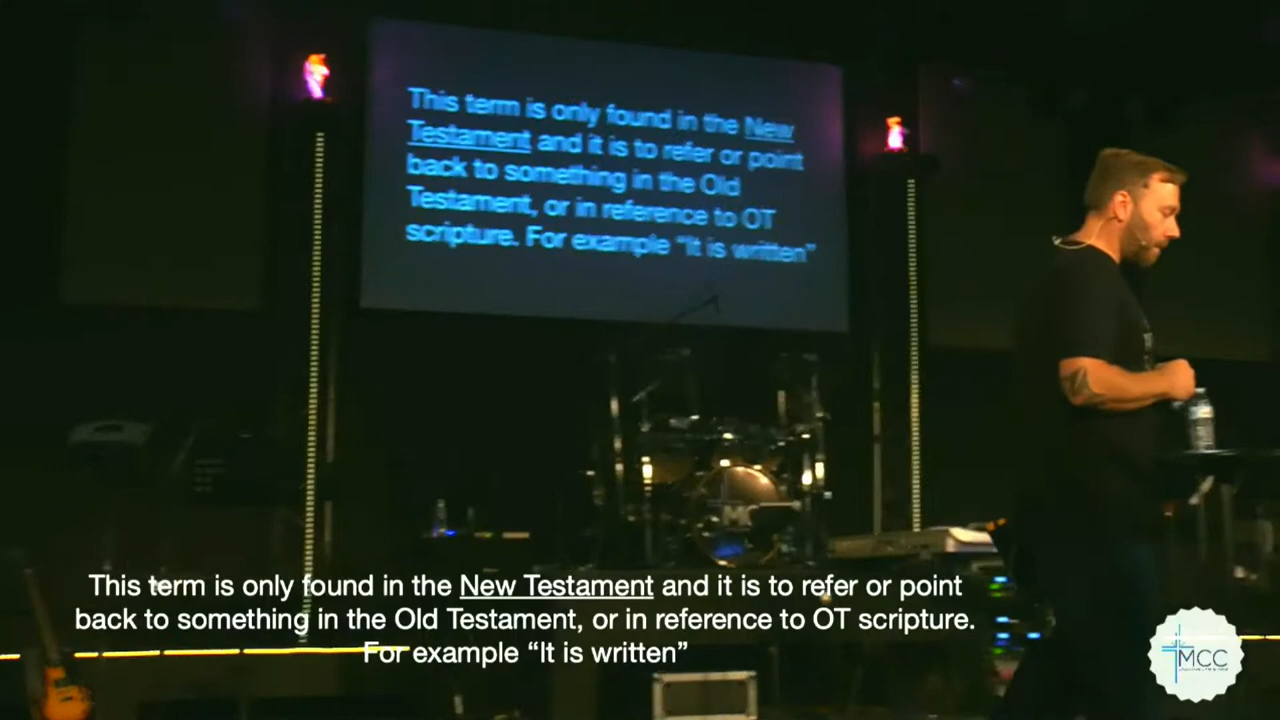 This term is only found in the New
Testament and it is to refer or point
back to something in the Old
Testament, or in reference to OT
scripture. For example “It is written”
This term is only found in the New Testament and it is to refer or point
back to something in the Old Testament, or in reference to OT scripture.
For example “It is written”
MCC